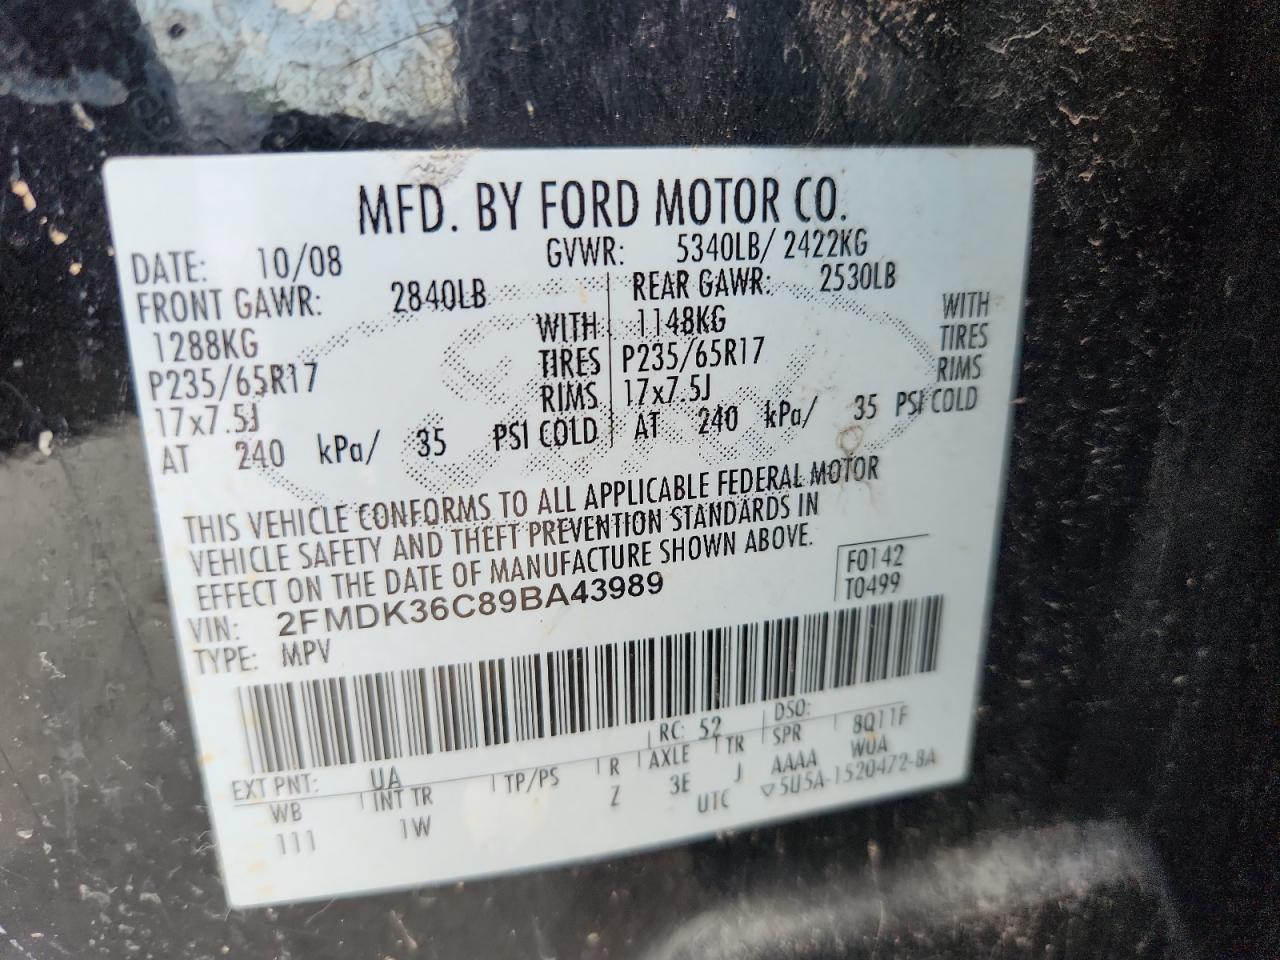 MFD. BY FORD MOTOR CO.
DATE: 10/08 GVWR: 5340LB/ 2422KG
FRONT GAWR: 2840LB REAR GAWR: 2530LB
1288KG WITH 1148KG WITH
P235/65R17 TIRES P235/65R17 TIRES
17x7.5J RIMS 17x7.5J RIMS
AT 240 kPa/ 35 PSI COLD AT 240 kPa/ 35 PSI COLD
THIS VEHICLE CONFORMS TO ALL APPLICABLE FEDERAL MOTOR
VEHICLE SAFETY AND THEFT PREVENTION STANDARDS IN
EFFECT ON THE DATE OF MANUFACTURE SHOWN ABOVE.
VIN: 2FMDK36C89BA43989 F0142
TYPE: MPV T0499
EXT PNT: UA RC: 52 DSO:
WB INT TR TP/PS R AXLE TR SPR 8Q11F
111 1W Z 3E J AAAA WUA
UTC ▽5U5A-1520472-BA